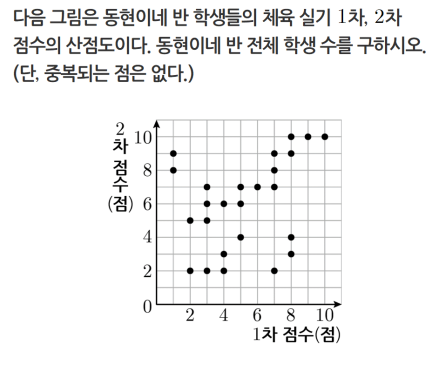 다음 그림은 동현이네 반 학생들의 체육 실기 1차, 2차
점수의 산점도이다. 동현이네 반 전체 학생 수를 구하시오.
(단, 중복되는 점은 없다.)
2차 점수(점)
10
8
6
4
2
0
2 4 6 8 10
1차 점수(점)